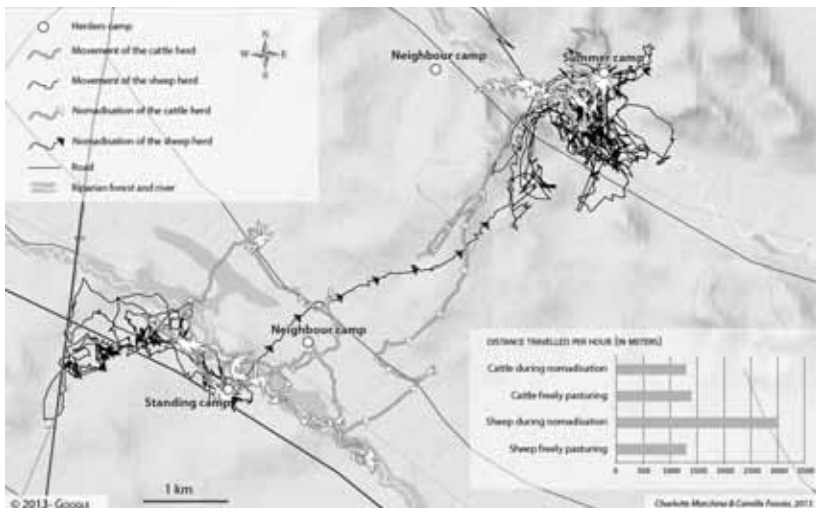 Herders camp
Movement of the cattle herd
Movement of the sheep herd
Nomadisation of the cattle herd
Nomadisation of the sheep herd
Road
Riparian forest and river
N
W E
S
Neighbour camp
Summer camp
Neighbour camp
Standing camp
1 km
© 2013- Google
DISTANCE TRAVELLED PER HOUR (IN METERS)
Cattle during nomadisation
Cattle freely pasturing
Sheep during nomadisation
Sheep freely pasturing
0 500 1000 1500 2000 2500 3000 3500
Charlotte Marchina & Camille 2013